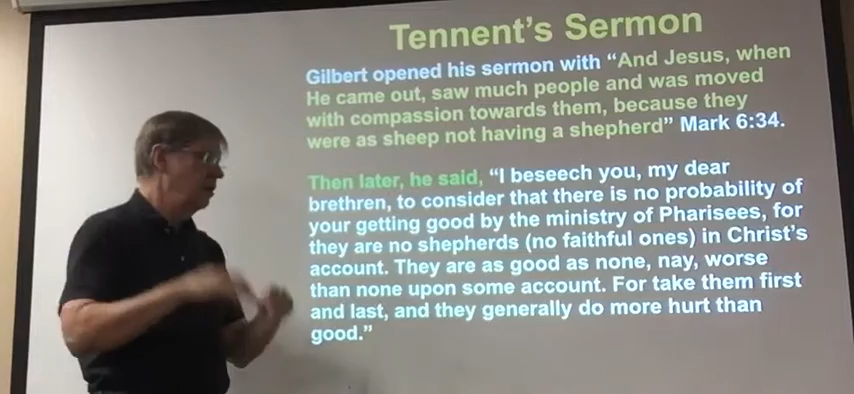 Tennent's Sermon
Gilbert opened his sermon with “And Jesus, when
He came out, saw much people and was moved
with compassion towards them, because they
were as sheep not having a shepherd” Mark 6:34.
Then later, he said, “I beseech you, my dear
brethren, to consider that there is no probability of
your getting good by the ministry of Pharisees, for
they are no shepherds (no faithful ones) in Christ's
account. They are as good as none, nay, worse
than none upon some account. For take them first
and last, and they generally do more hurt than
good.”